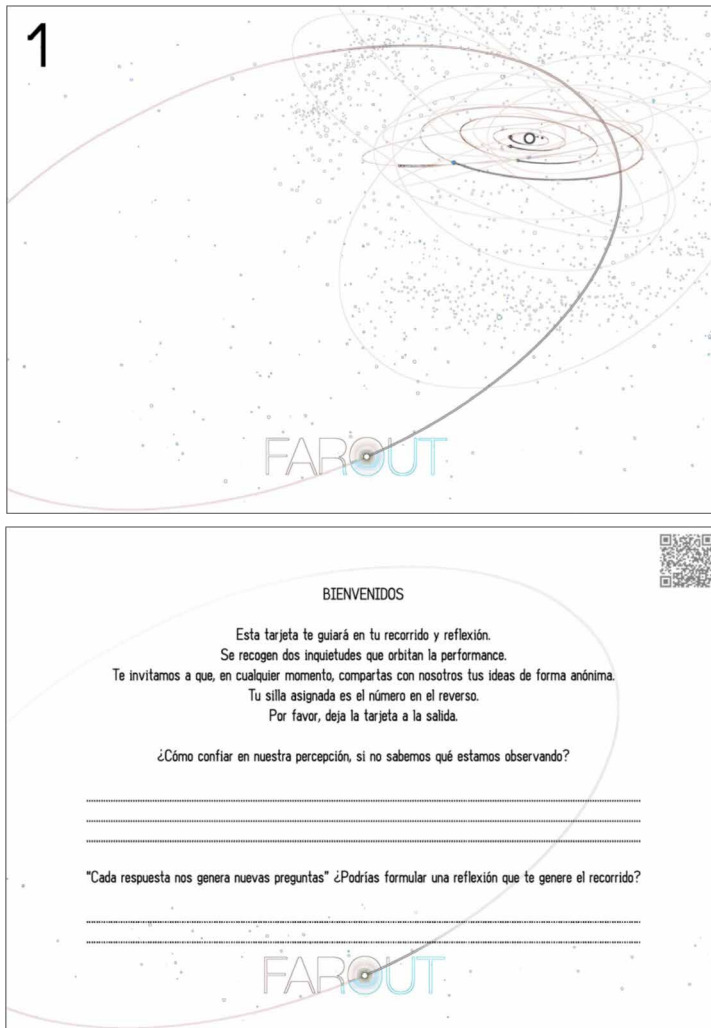 1
FAROUT
BIENVENIDOS
Esta tarjeta te guiará en tu recorrido y reflexión.
Se recogen dos inquietudes que orbitan la performance.
Te invitamos a que, en cualquier momento, compartas con nosotros tus ideas de forma anónima.
Tu silla asignada es el número en el reverso.
Por favor, deja la tarjeta a la salida.
¿Cómo confiar en nuestra percepción, si no sabemos qué estamos observando?
"Cada respuesta nos genera nuevas preguntas" ¿Podrías formular una reflexión que te genere el recorrido?
FAROUT